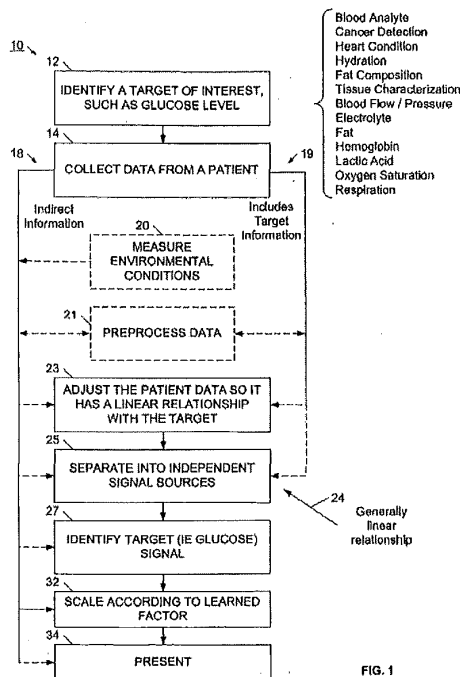 10
12
IDENTIFY A TARGET OF INTEREST,
SUCH AS GLUCOSE LEVEL
Blood Analyte
Cancer Detection
Heart Condition
Hydration
Fat Composition
Tissue Characterization
Blood Flow / Pressure
Electrolyte
Fat
Hemoglobin
Lactic Acid
Oxygen Saturation
Respiration
14
18
COLLECT DATA FROM A PATIENT
19
Indirect
Information
Includes
Target
Information
20
MEASURE
ENVIRONMENTAL
CONDITIONS
21
PREPROCESS DATA
23
ADJUST THE PATIENT DATA SO IT
HAS A LINEAR RELATIONSHIP
WITH THE TARGET
25
SEPARATE INTO INDEPENDENT
SIGNAL SOURCES
24
Generally
linear
relationship
27
IDENTIFY TARGET (IE GLUCOSE)
SIGNAL
32
SCALE ACCORDING TO LEARNED
FACTOR
34
PRESENT
FIG. 1